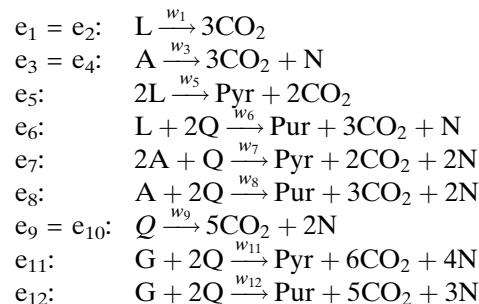 e₁ = e₂: L —w₁→ 3CO₂
e₃ = e₄: A —w₃→ 3CO₂ + N
e₅: 2L —w₅→ Pyr + 2CO₂
e₆: L + 2Q —w₆→ Pur + 3CO₂ + N
e₇: 2A + Q —w₇→ Pyr + 2CO₂ + 2N
e₈: A + 2Q —w₈→ Pur + 3CO₂ + 2N
e₉ = e₁₀: Q —w₉→ 5CO₂ + 2N
e₁₁: G + 2Q —w₁₁→ Pyr + 6CO₂ + 4N
e₁₂: G + 2Q —w₁₂→ Pur + 5CO₂ + 3N